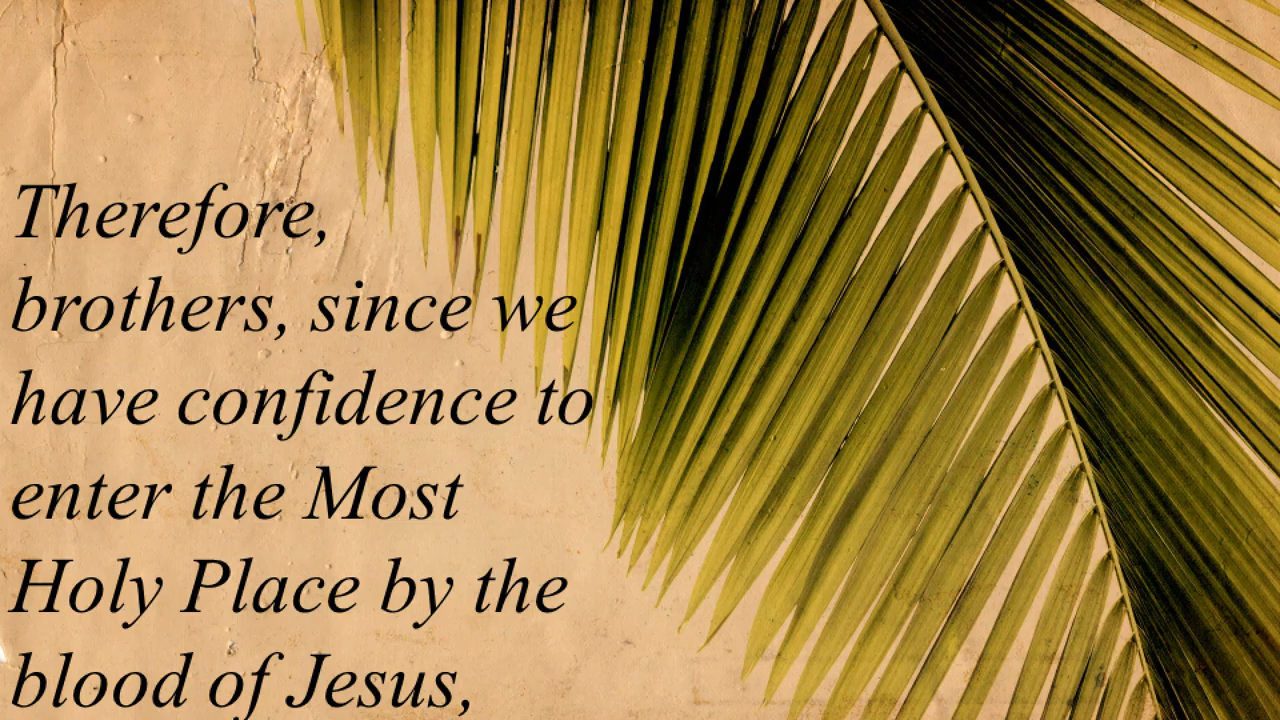 Therefore,
brothers, since we
have confidence to
enter the Most
Holy Place by the
blood of Jesus,